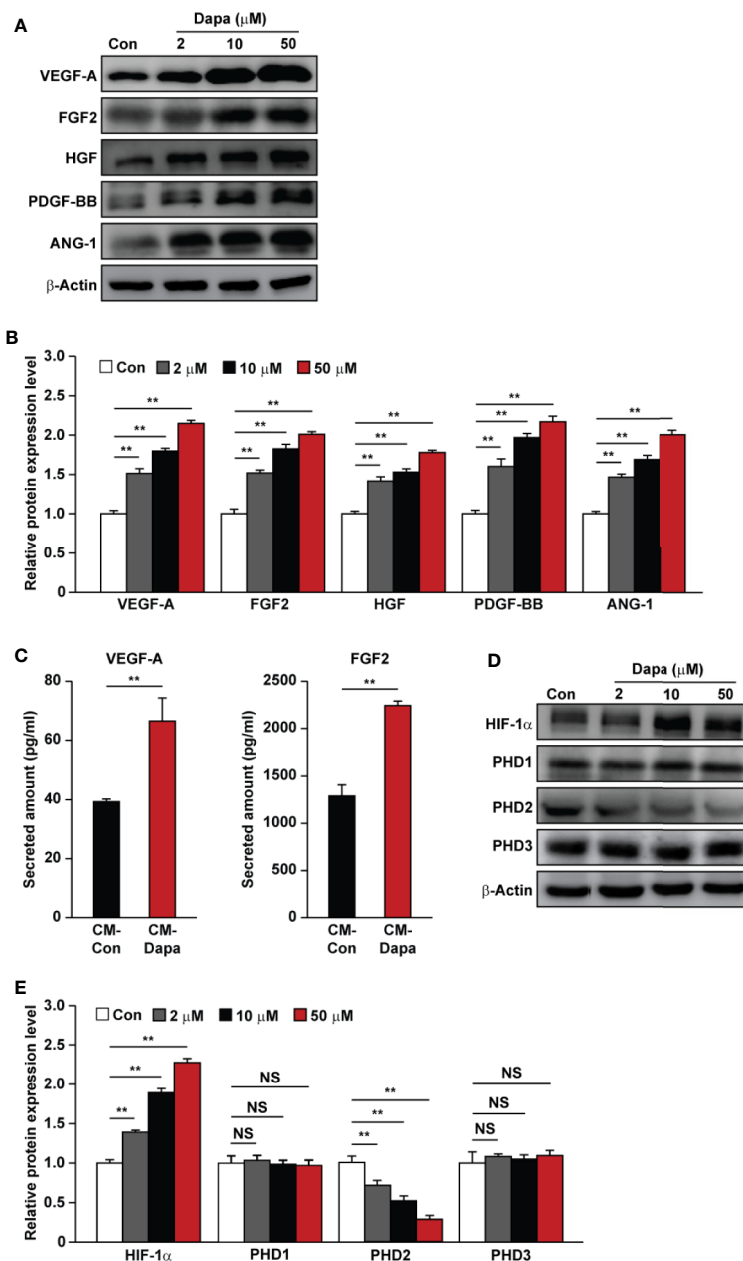 A
Dapa (μM)
Con 2 10 50
VEGF-A
FGF2
HGF
PDGF-BB
ANG-1
β-Actin
B
Relative protein expression level
3.0
2.5
2.0
1.5
1.0
0.5
0
Con 2 μM 10 μM 50 μM
** ** **
** ** **
** ** **
** ** **
** ** **
VEGF-A FGF2 HGF PDGF-BB ANG-1
C
VEGF-A
Secreted amount (pg/ml)
80
60
40
20
0
**
CM-Con
CM-Dapa
FGF2
Secreted amount (pg/ml)
2500
2000
1500
1000
500
0
**
CM-Con
CM-Dapa
D
Dapa (μM)
Con 2 10 50
HIF-1α
PHD1
PHD2
PHD3
β-Actin
E
Relative protein expression level
3.0
2.5
2.0
1.5
1.0
0.5
0
Con 2 μM 10 μM 50 μM
** ** **
NS NS NS
** ** **
NS NS NS
HIF-1α PHD1 PHD2 PHD3